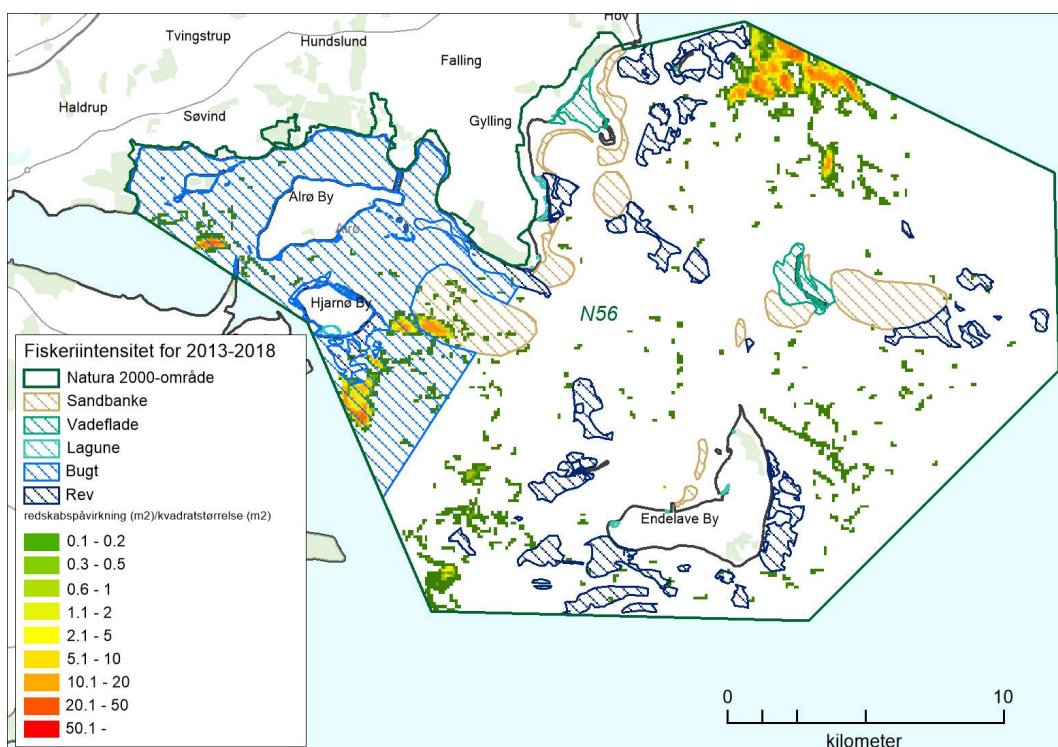 Hov
Tvingstrup
Hundslund
Falling
Haldrup
Søvind
Gylling
Alrø By
Alrø
Hjarnø By
N56
Endelave By
Fiskeriintensitet for 2013-2018
Natura 2000-område
Sandbanke
Vadeflade
Lagune
Bugt
Rev
redskabspåvirkning (m2)/kvadratstørrelse (m2)
0.1 - 0.2
0.3 - 0.5
0.6 - 1
1.1 - 2
2.1 - 5
5.1 - 10
10.1 - 20
20.1 - 50
50.1 -
0 10
kilometer